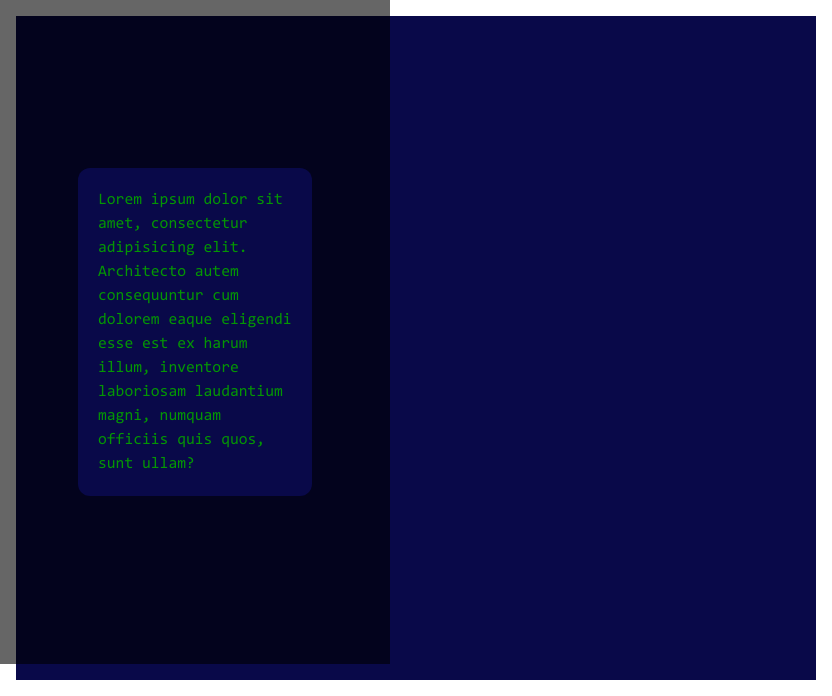 Lorem ipsum dolor sit
amet, consectetur
adipisicing elit.
Architecto autem
consequuntur cum
dolorem eaque eligendi
esse est ex harum
illum, inventore
laboriosam laudantium
magni, numquam
officiis quis quos,
sunt ullam?